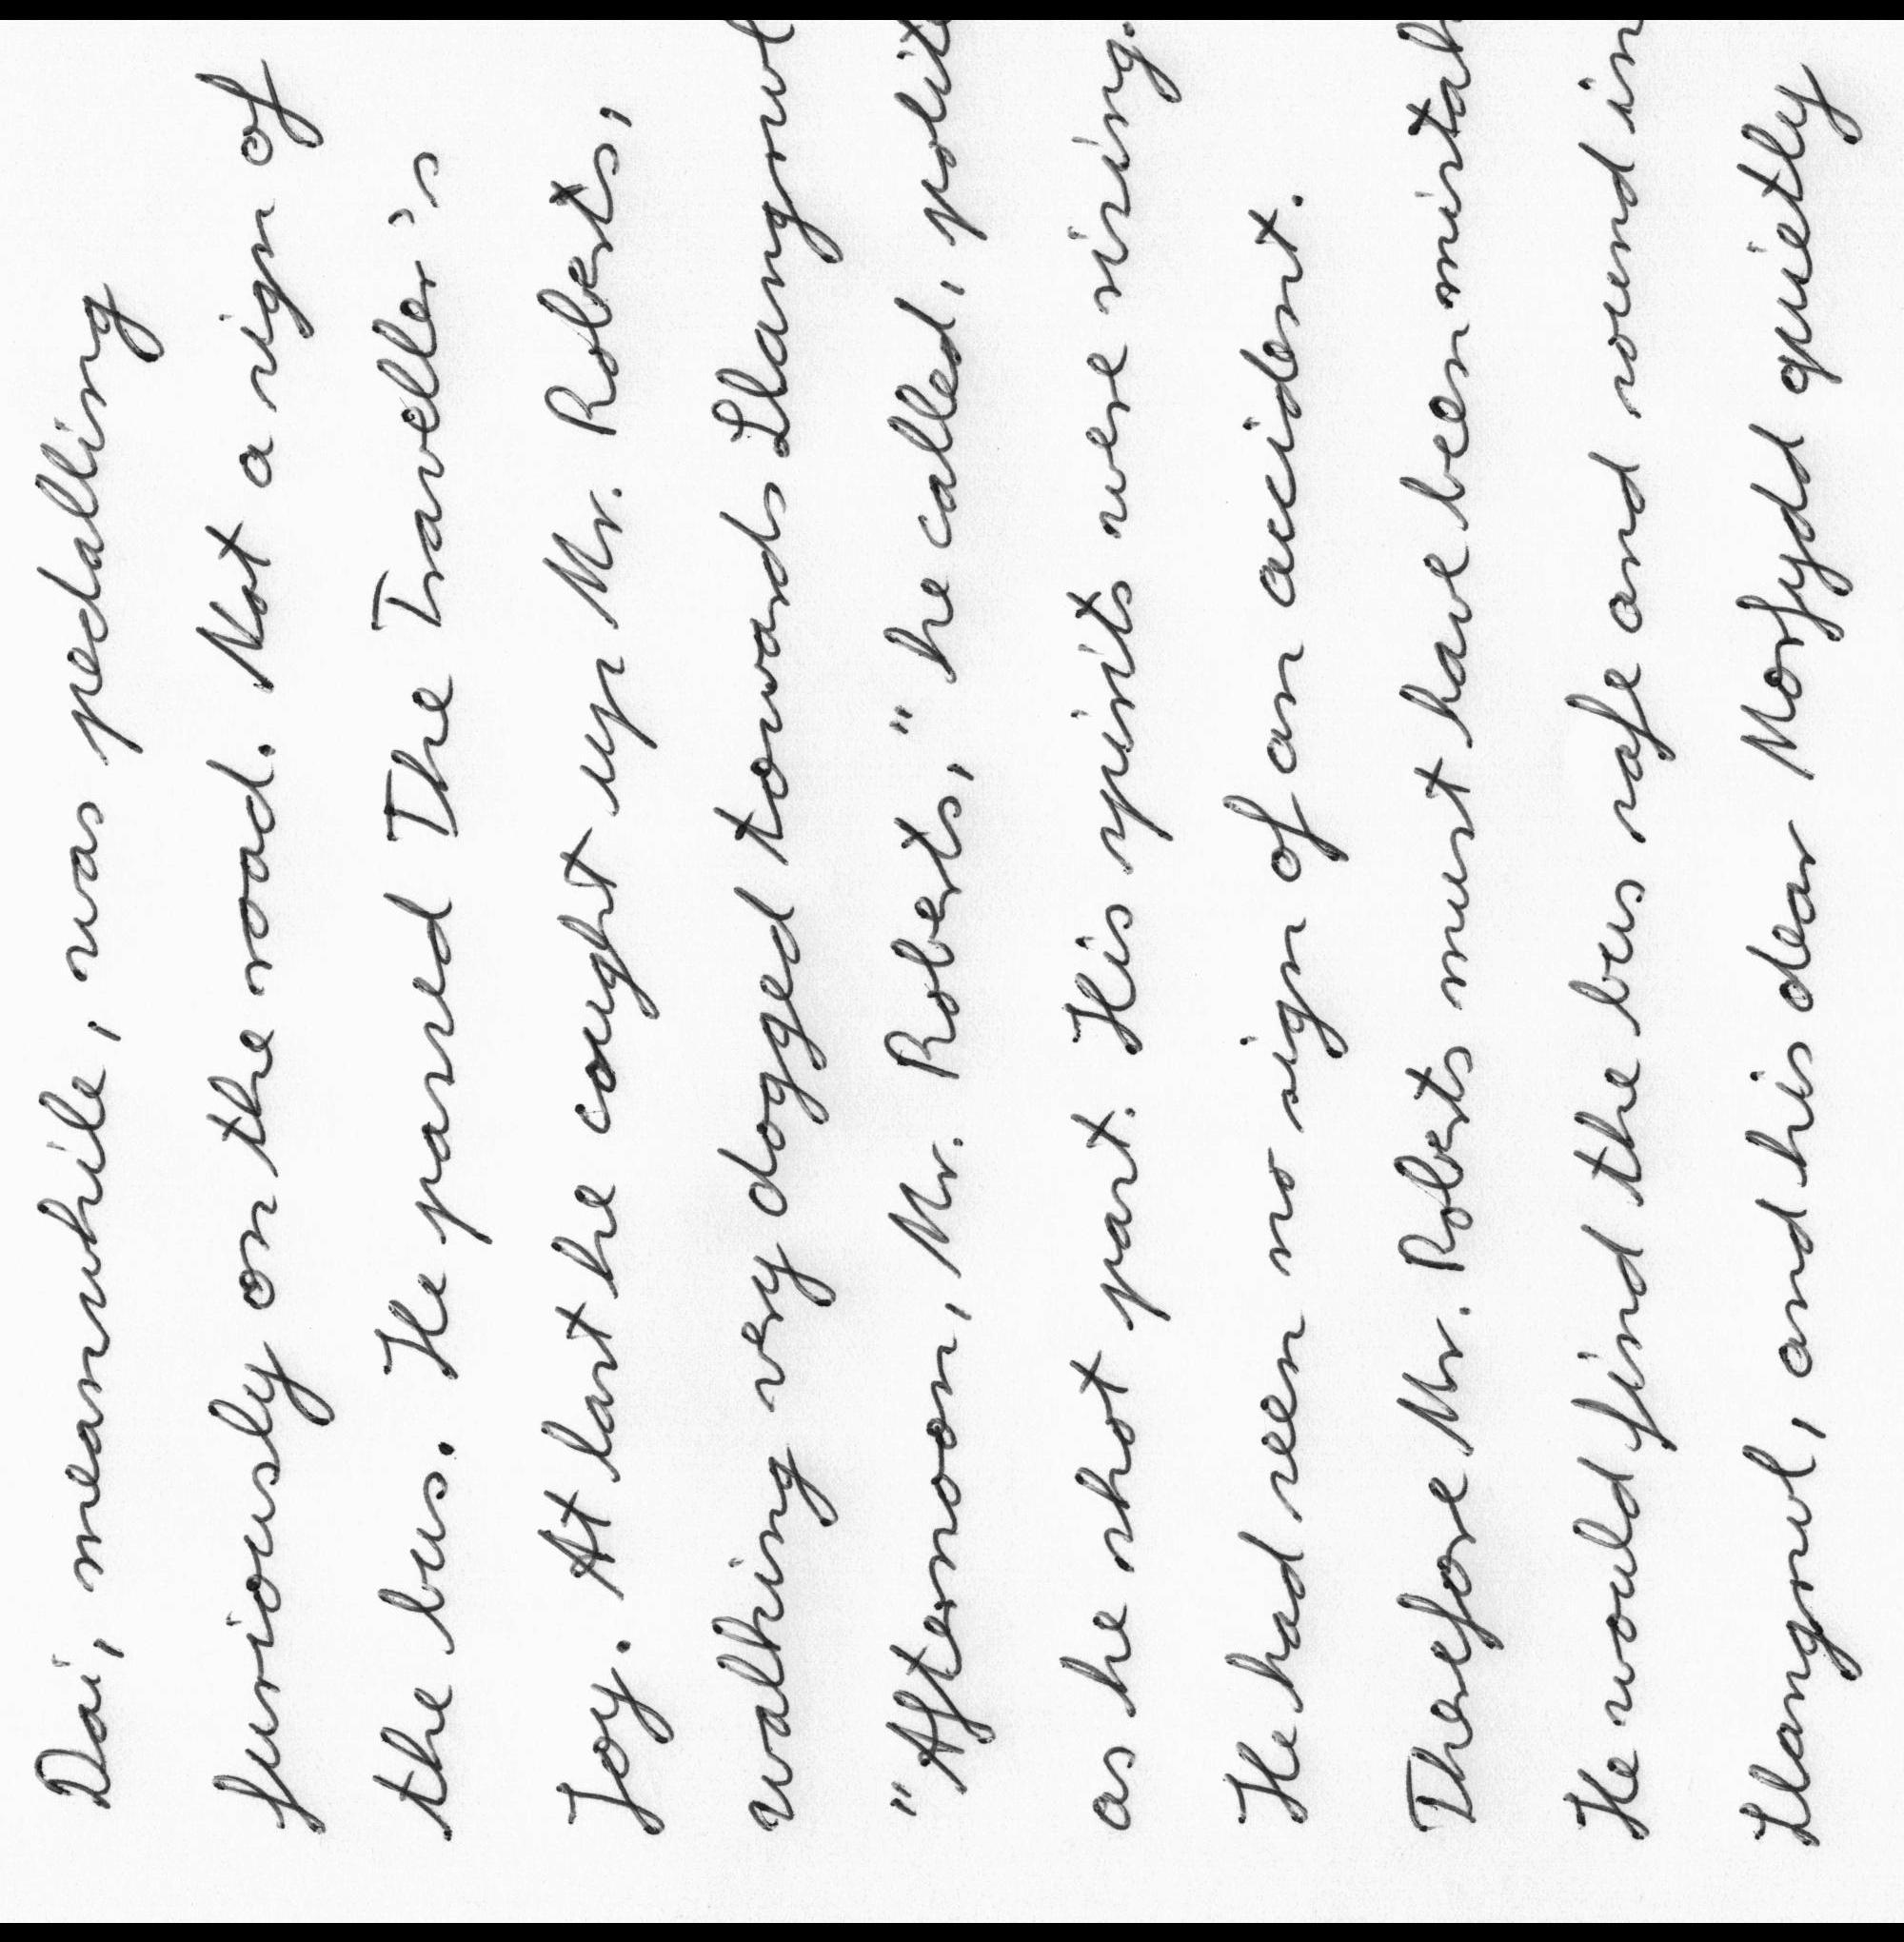 Dai, meanwhile, was pedalling
furiously on the road. Not a sign of
the bus. He passed The Traveller's
Joy. At last he caught up Mr. Roberts,
walking very dogged towards Llangrwl
"Afternoon, Mr. Roberts," he called, polite
as he shot past. His spirits were rising.
He had seen no sign of an accident.
Therefore Mr. Roberts must have been mistak
He would find the bus safe and sound in
Llangrwl, and his dear Morfydd quietly